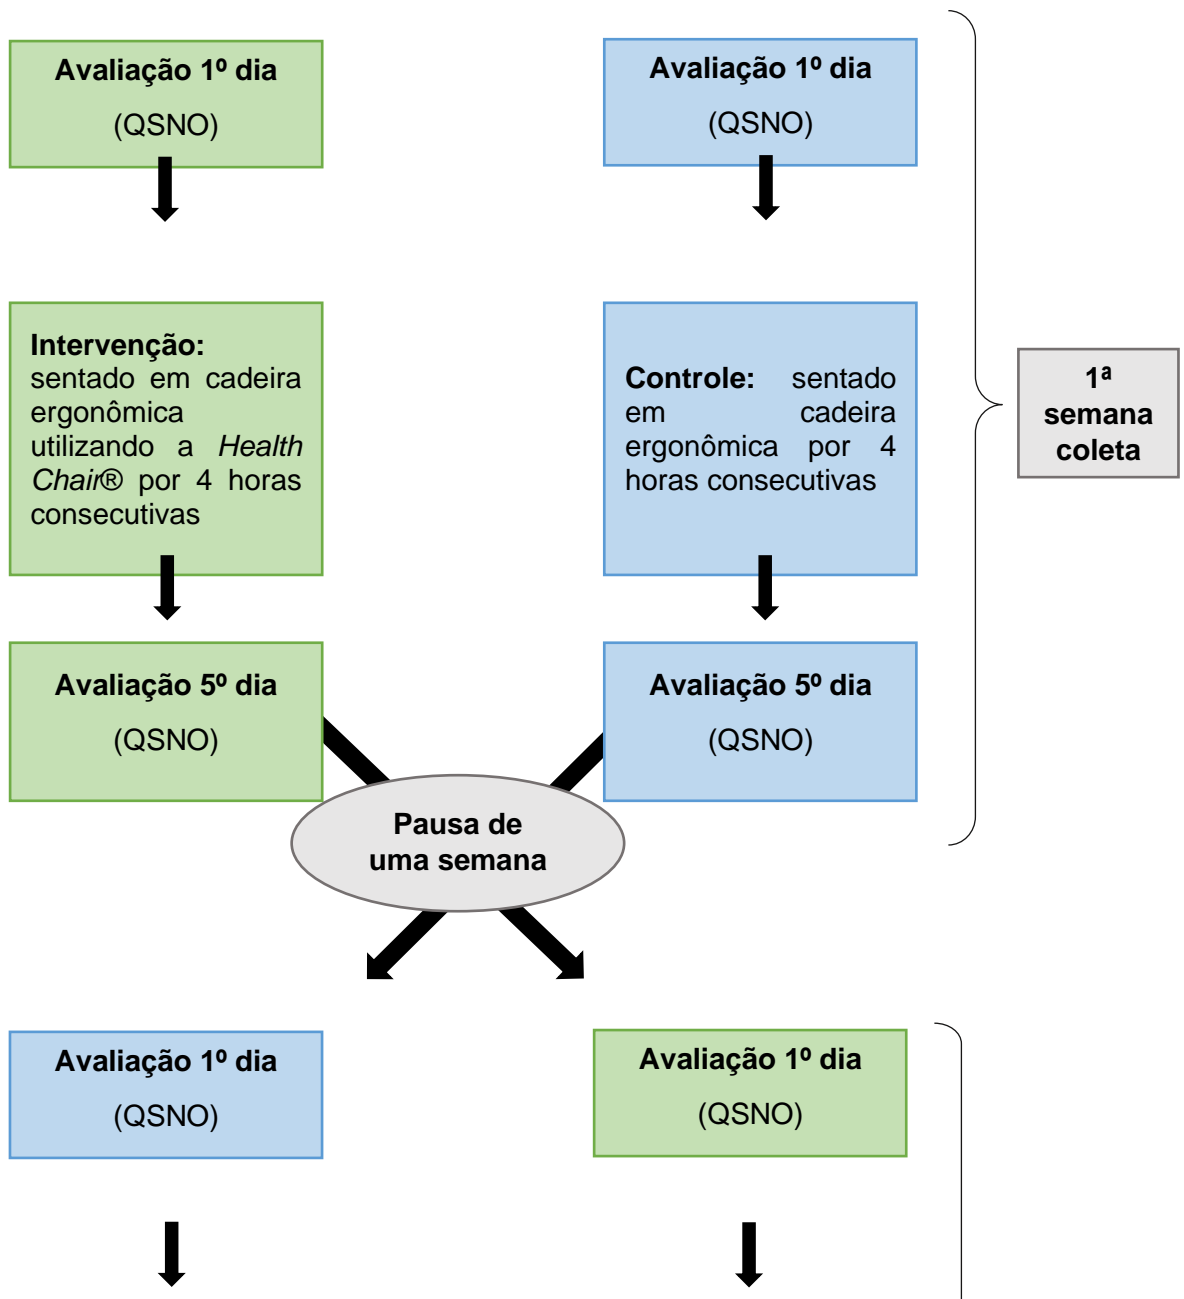 Avaliação 1º dia
(QSNO)
Avaliação 1º dia
(QSNO)
Intervenção:
sentado em cadeira
ergonômica
utilizando a Health
Chair® por 4 horas
consecutivas
Controle: sentado
em cadeira
ergonômica por 4
horas consecutivas
1ª
semana
coleta
Avaliação 5º dia
(QSNO)
Avaliação 5º dia
(QSNO)
Pausa de
uma semana
Avaliação 1º dia
(QSNO)
Avaliação 1º dia
(QSNO)